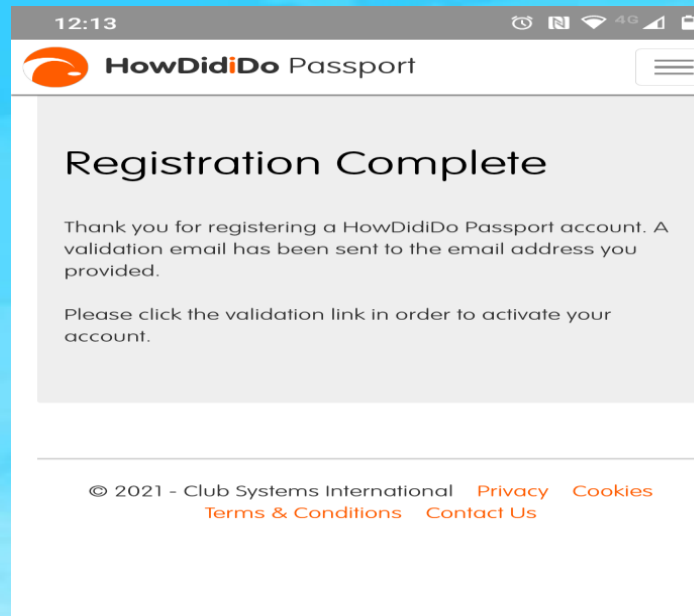 12:13
4G
HowDidiDo Passport
Registration Complete
Thank you for registering a HowDidiDo Passport account. A
validation email has been sent to the email address you
provided.
Please click the validation link in order to activate your
account.
© 2021 - Club Systems International Privacy Cookies
Terms & Conditions Contact Us